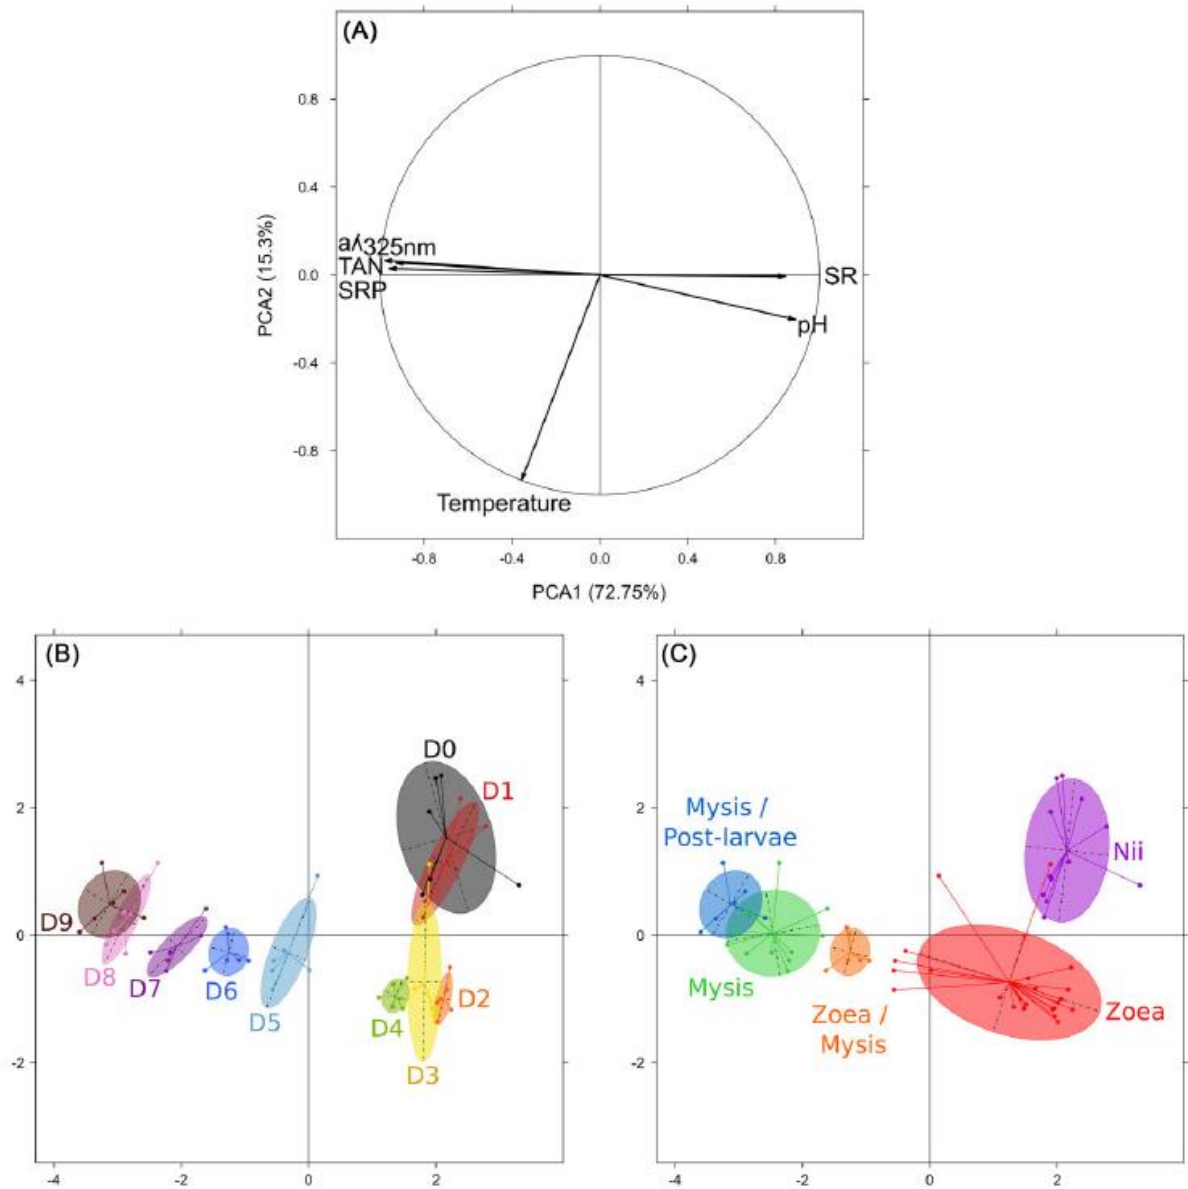 (A)
0.8
0.4
0.0
-0.4
-0.8
PCA2 (15.3%)
aʎ325nm
TAN
SRP
SR
pH
Temperature
-0.8
-0.4
0.0
0.4
0.8
PCA1 (72.75%)
(B)
4
2
0
-2
D0
D1
D9
D8
D7
D6
D5
D4
D2
D3
-4
-2
0
2
(C)
4
2
0
-2
Mysis /
Post-larvae
Nii
Mysis
Zoea /
Mysis
Zoea
-4
-2
0
2